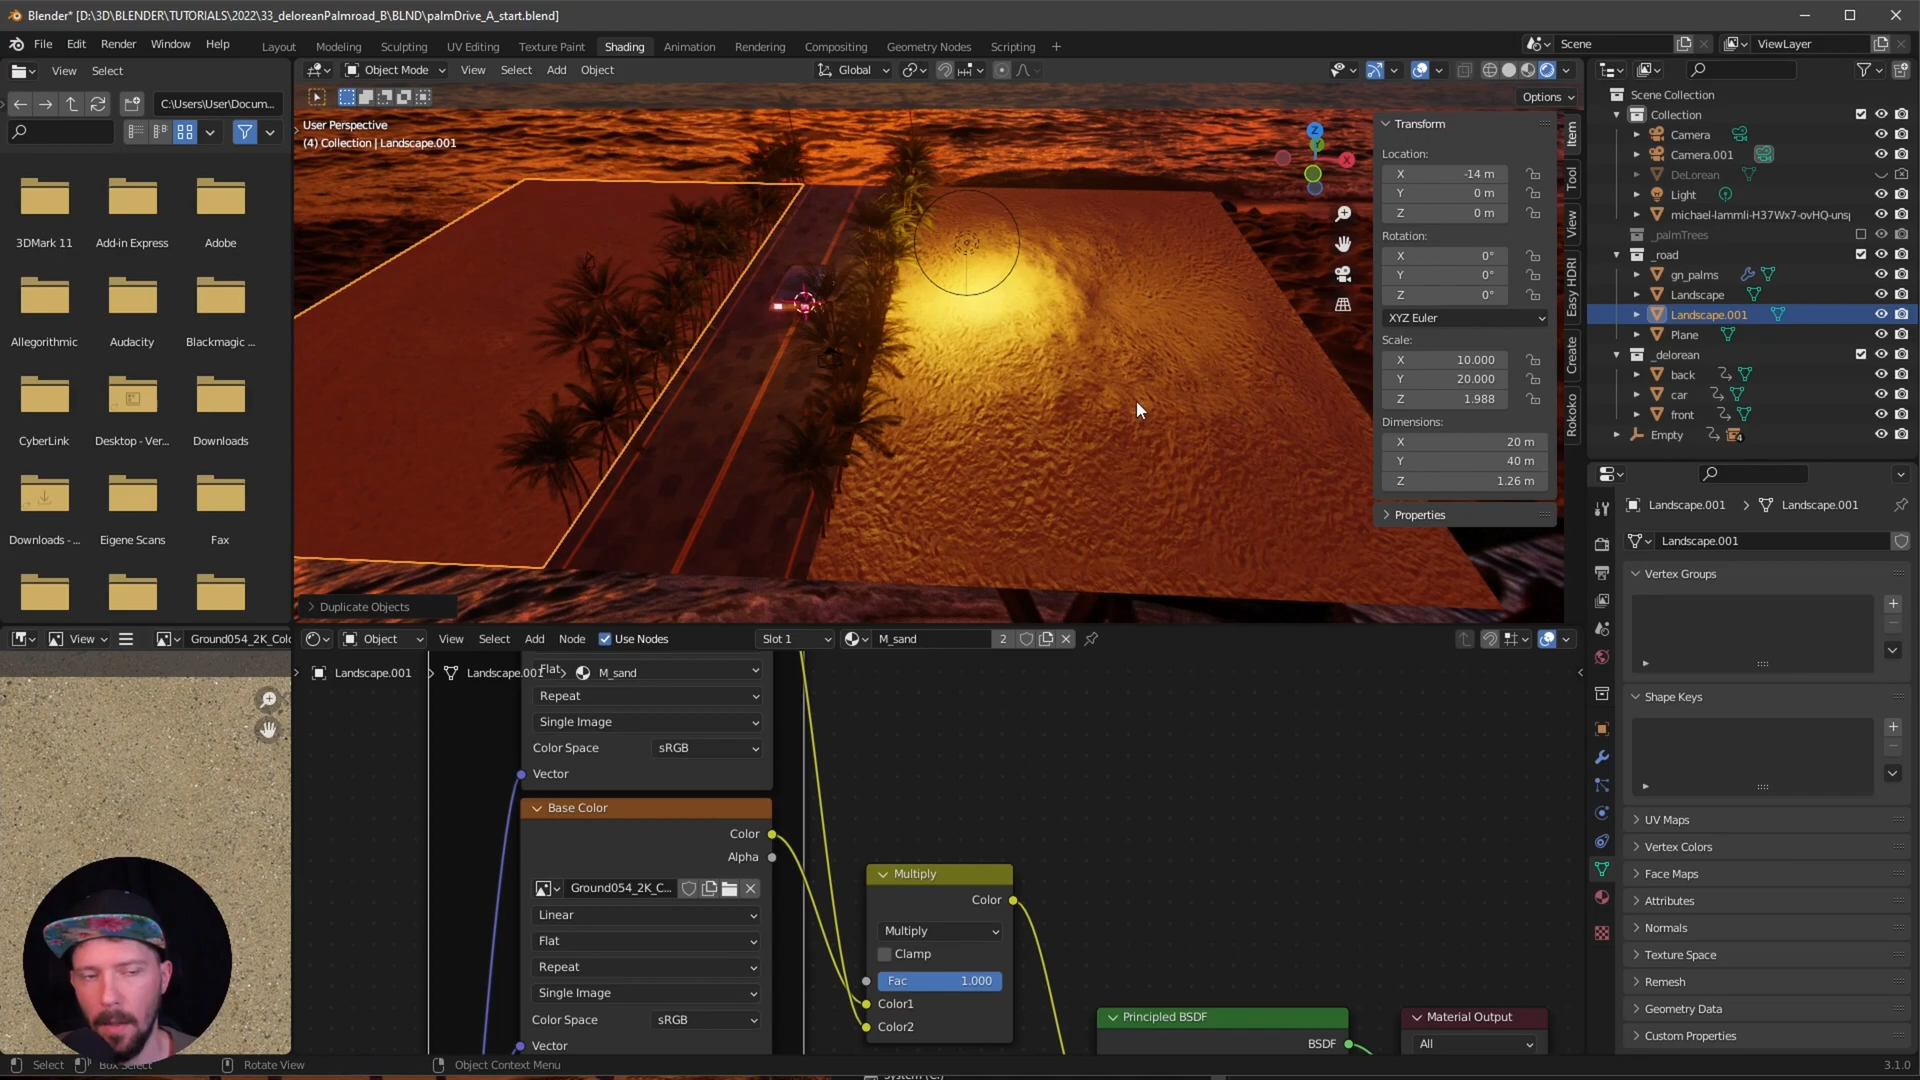 Blender* [D:\3D\BLENDER\TUTORIALS\2022\33_deloreanPalmroad_B\BLND\palmDrive_A_start.blend]
File Edit Render Window Help
Layout Modeling Sculpting UV Editing Texture Paint Shading Animation Rendering Compositing Geometry Nodes Scripting +
Scene
ViewLayer
View Select
C:\Users\User\Docum...
Object Mode View Select Add Object
Global
Options
3DMark 11
Add-in Express
Adobe
Allegorithmic
Audacity
Blackmagic ...
CyberLink
Desktop - Ver...
Downloads
Downloads - ...
Eigene Scans
Fax
User Perspective
(4) Collection | Landscape.001
Z
Y
X
Duplicate Objects
Transform
Location:
X -14 m
Y 0 m
Z 0 m
Rotation:
X 0°
Y 0°
Z 0°
XYZ Euler
Scale:
X 10.000
Y 20.000
Z 1.988
Dimensions:
X 20 m
Y 40 m
Z 1.26 m
Properties
Item
Tool
View
Easy HDRI
Create
Rokoko
Scene Collection
Collection
Camera
Camera.001
DeLorean
Light
michael-lammli-H37Wx7-ovHQ-uns
_palmTrees
_road
gn_palms
Landscape
Landscape.001
Plane
_delorean
back
car
front
Empty
4
Landscape.001 > Landscape.001
Landscape.001
Vertex Groups
Shape Keys
UV Maps
Vertex Colors
Face Maps
Attributes
Normals
Texture Space
Remesh
Geometry Data
Custom Properties
View
Ground054_2K_Colo
Object View Select Add Node Use Nodes
Slot 1
M_sand
2
Landscape.001 > Landscape.001 > M_sand
Flat
Repeat
Single Image
Color Space sRGB
Vector
Base Color
Color
Alpha
Ground054_2K_C...
Linear
Flat
Repeat
Single Image
Color Space sRGB
Vector
Multiply
Color
Multiply
Clamp
Fac 1.000
Color1
Color2
Principled BSDF
BSDF
Material Output
All
Select
Box Select
Rotate View
Object Context Menu
3.1.0